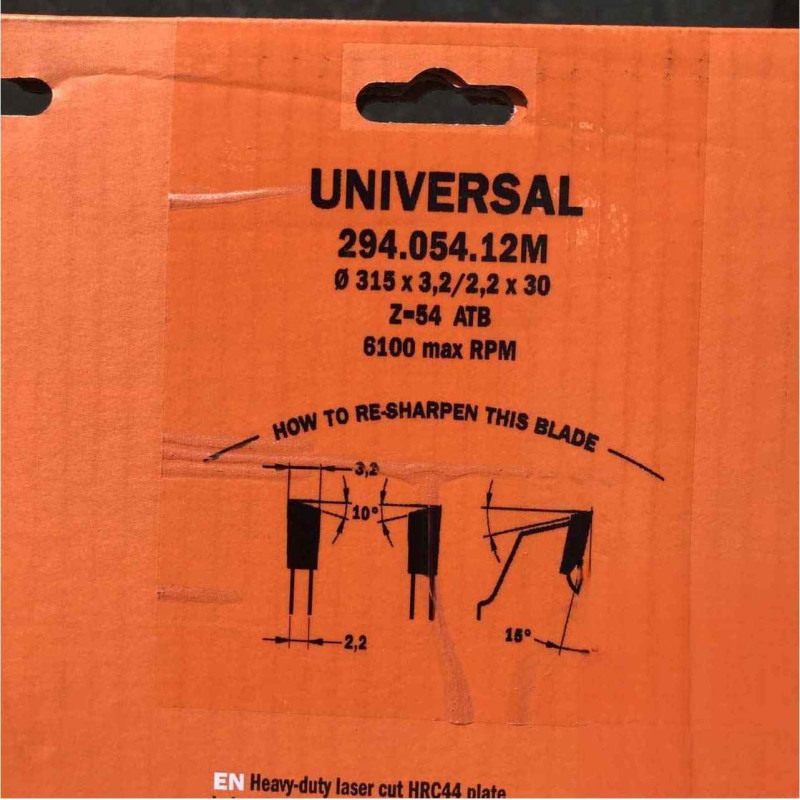 UNIVERSAL
294.054.12M
Ø 315 x 3,2/2,2 x 30
Z=54 ATB
6100 max RPM
HOW TO RE-SHARPEN THIS BLADE
3,2
10°
2,2
15°
EN Heavy-duty laser cut HRC44 plate